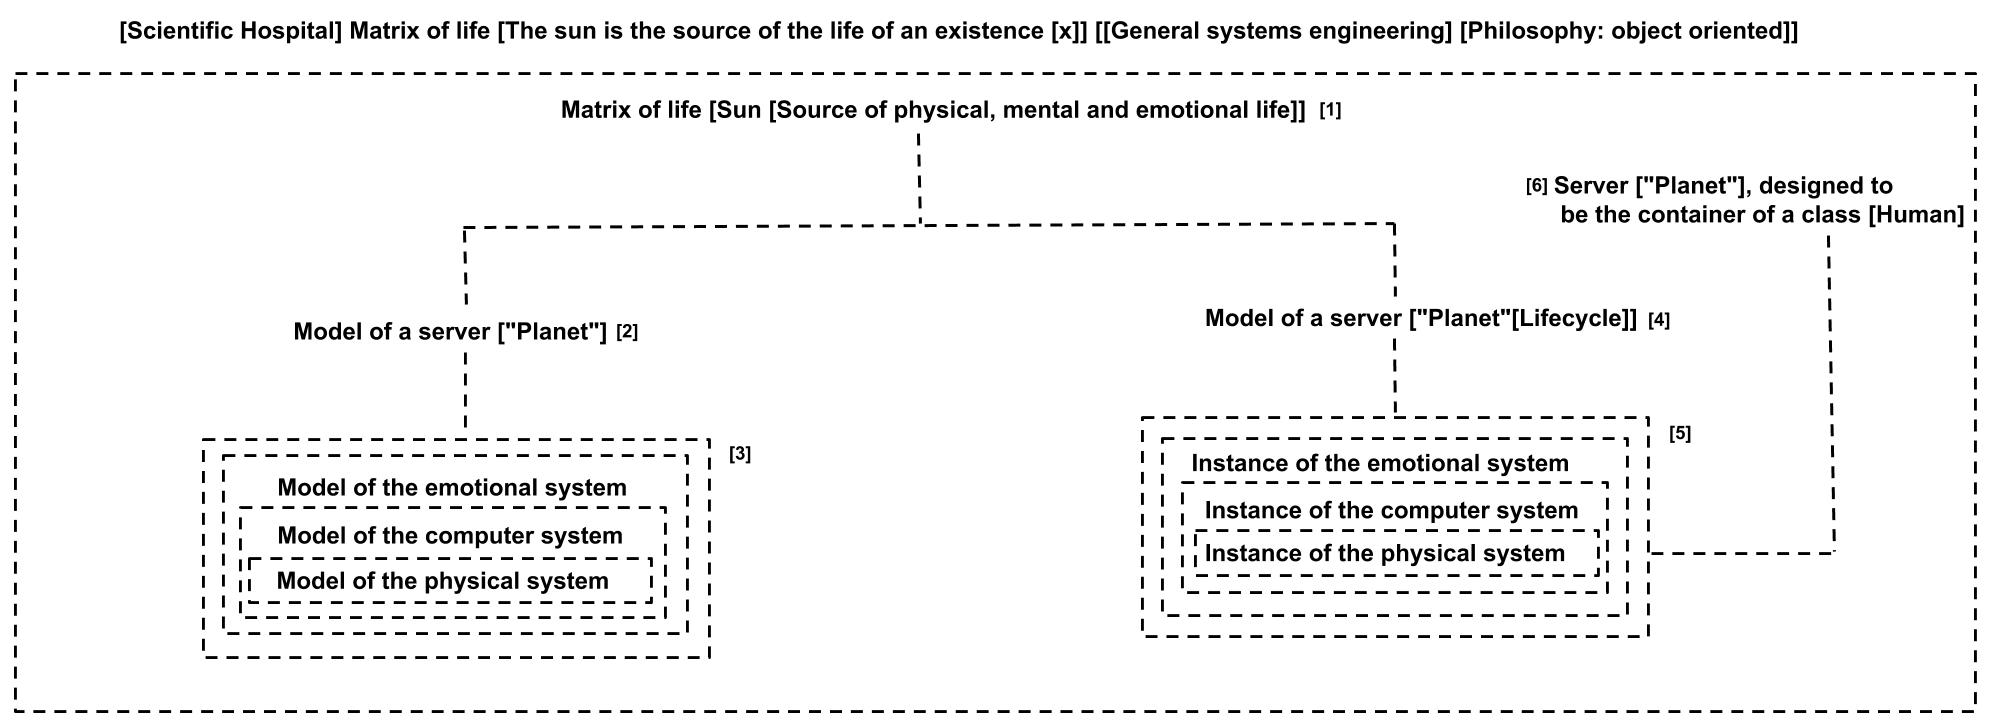 [Scientific Hospital] Matrix of life [The sun is the source of the life of an existence [x]] [[General systems engineering] [Philosophy: object oriented]]
Matrix of life [Sun [Source of physical, mental and emotional life]] [1]
[6] Server ["Planet"], designed to
be the container of a class [Human]
Model of a server ["Planet"] [2]
Model of a server ["Planet"[Lifecycle]] [4]
[3]
Model of the emotional system
Model of the computer system
Model of the physical system
[5]
Instance of the emotional system
Instance of the computer system
Instance of the physical system